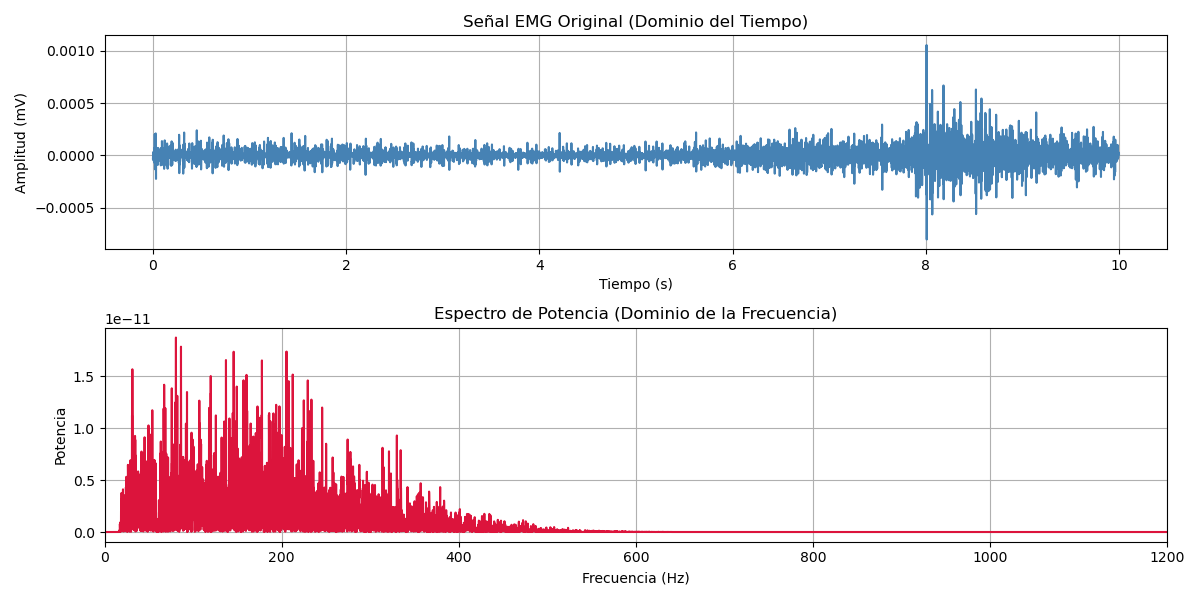 Señal EMG Original (Dominio del Tiempo)
Amplitud (mV)
0.0010
0.0005
0.0000
−0.0005
0 2 4 6 8 10
Tiempo (s)
Espectro de Potencia (Dominio de la Frecuencia)
1e−11
Potencia
1.5
1.0
0.5
0.0
0 200 400 600 800 1000 1200
Frecuencia (Hz)